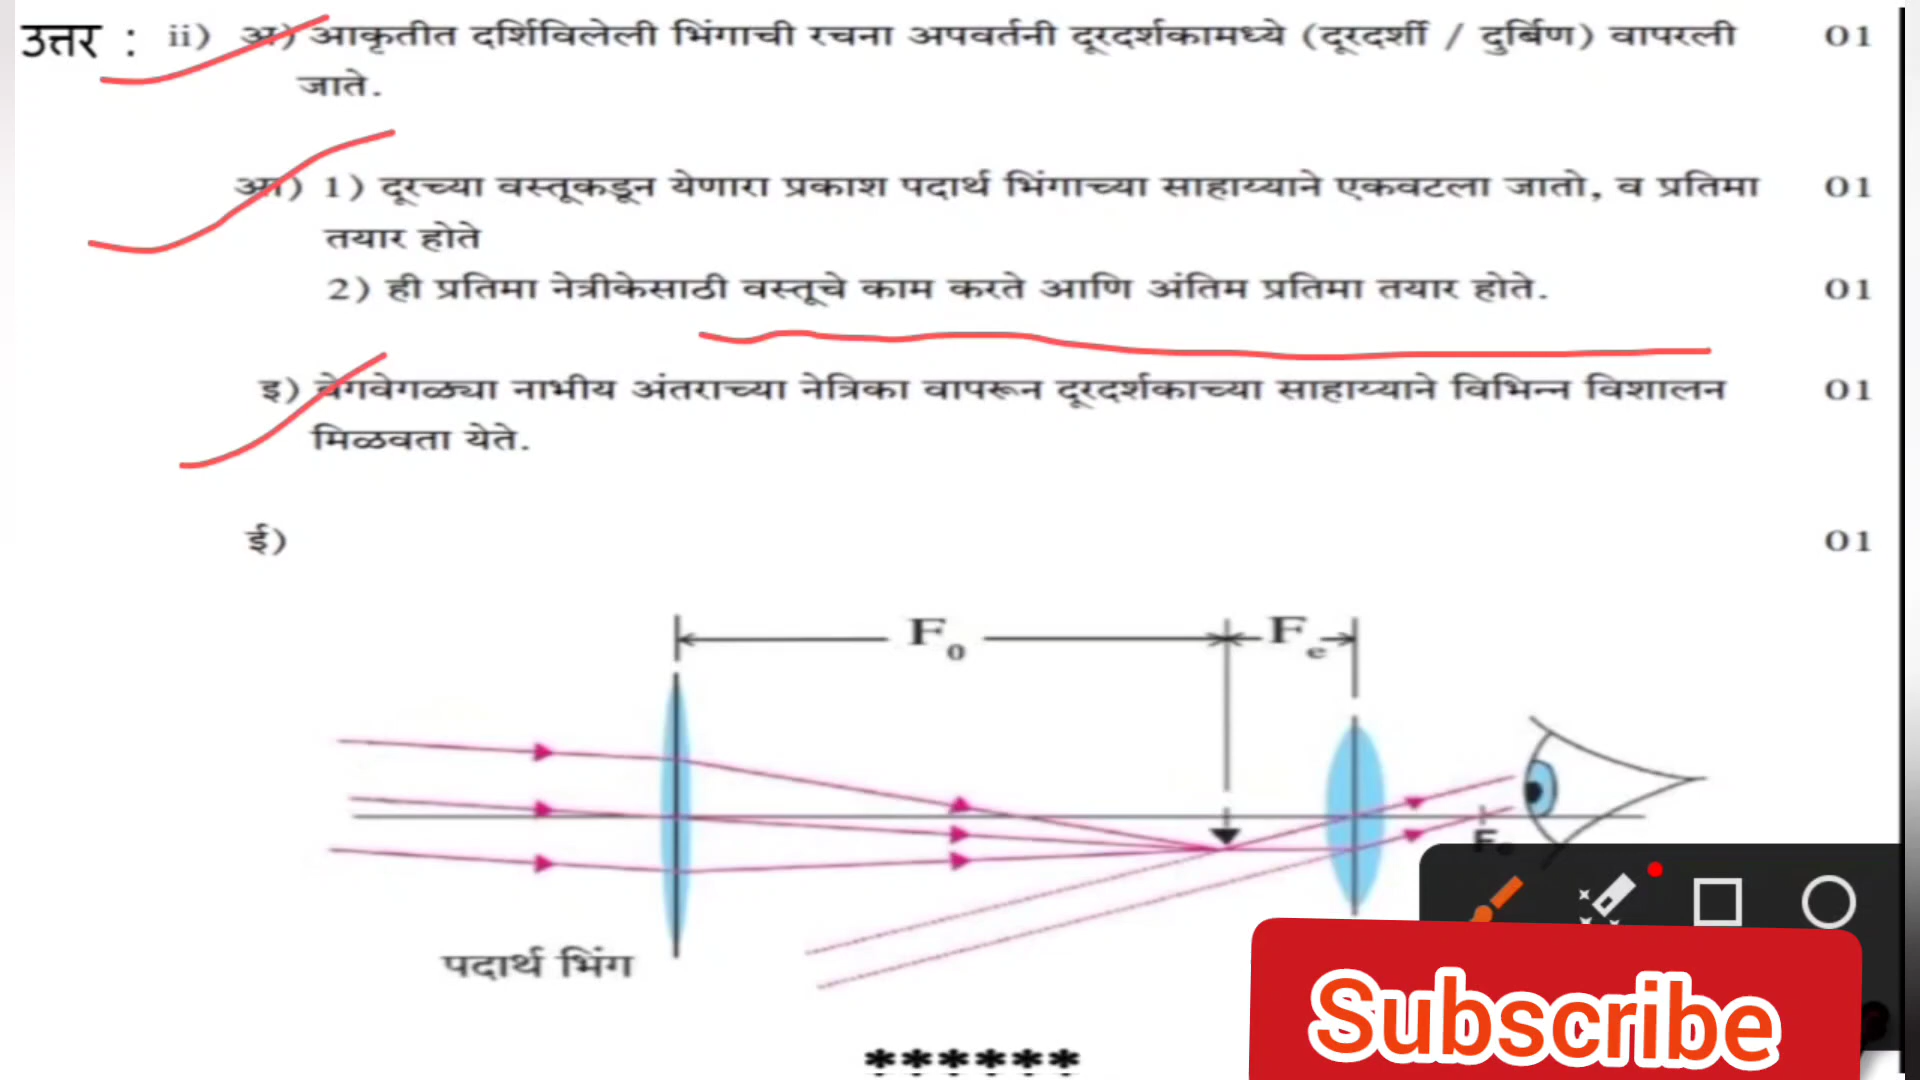 उत्तर : ii) अ) आकृतीत दर्शिविलेली भिंगाची रचना अपवर्तनी दूरदर्शकामध्ये (दूरदर्शी / दुर्बिण) वापरली 01
जाते.
आ) 1) दूरच्या वस्तूकडून येणारा प्रकाश पदार्थ भिंगाच्या साहाय्याने एकवटला जातो, व प्रतिमा 01
तयार होते
2) ही प्रतिमा नेत्रीकेसाठी वस्तूचे काम करते आणि अंतिम प्रतिमा तयार होते. 01
इ) वेगवेगळ्या नाभीय अंतराच्या नेत्रिका वापरून दूरदर्शकाच्या साहाय्याने विभिन्न विशालन 01
मिळवता येते.
ई) 01
F0 Fe
पदार्थ भिंग
******
Subscribe